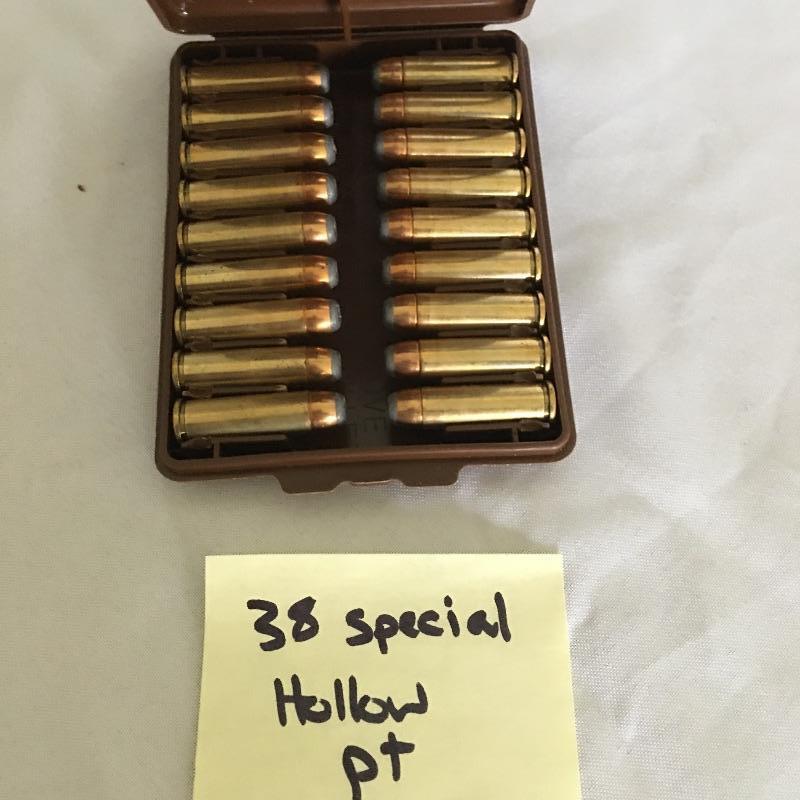 38 special
Hollow
pt